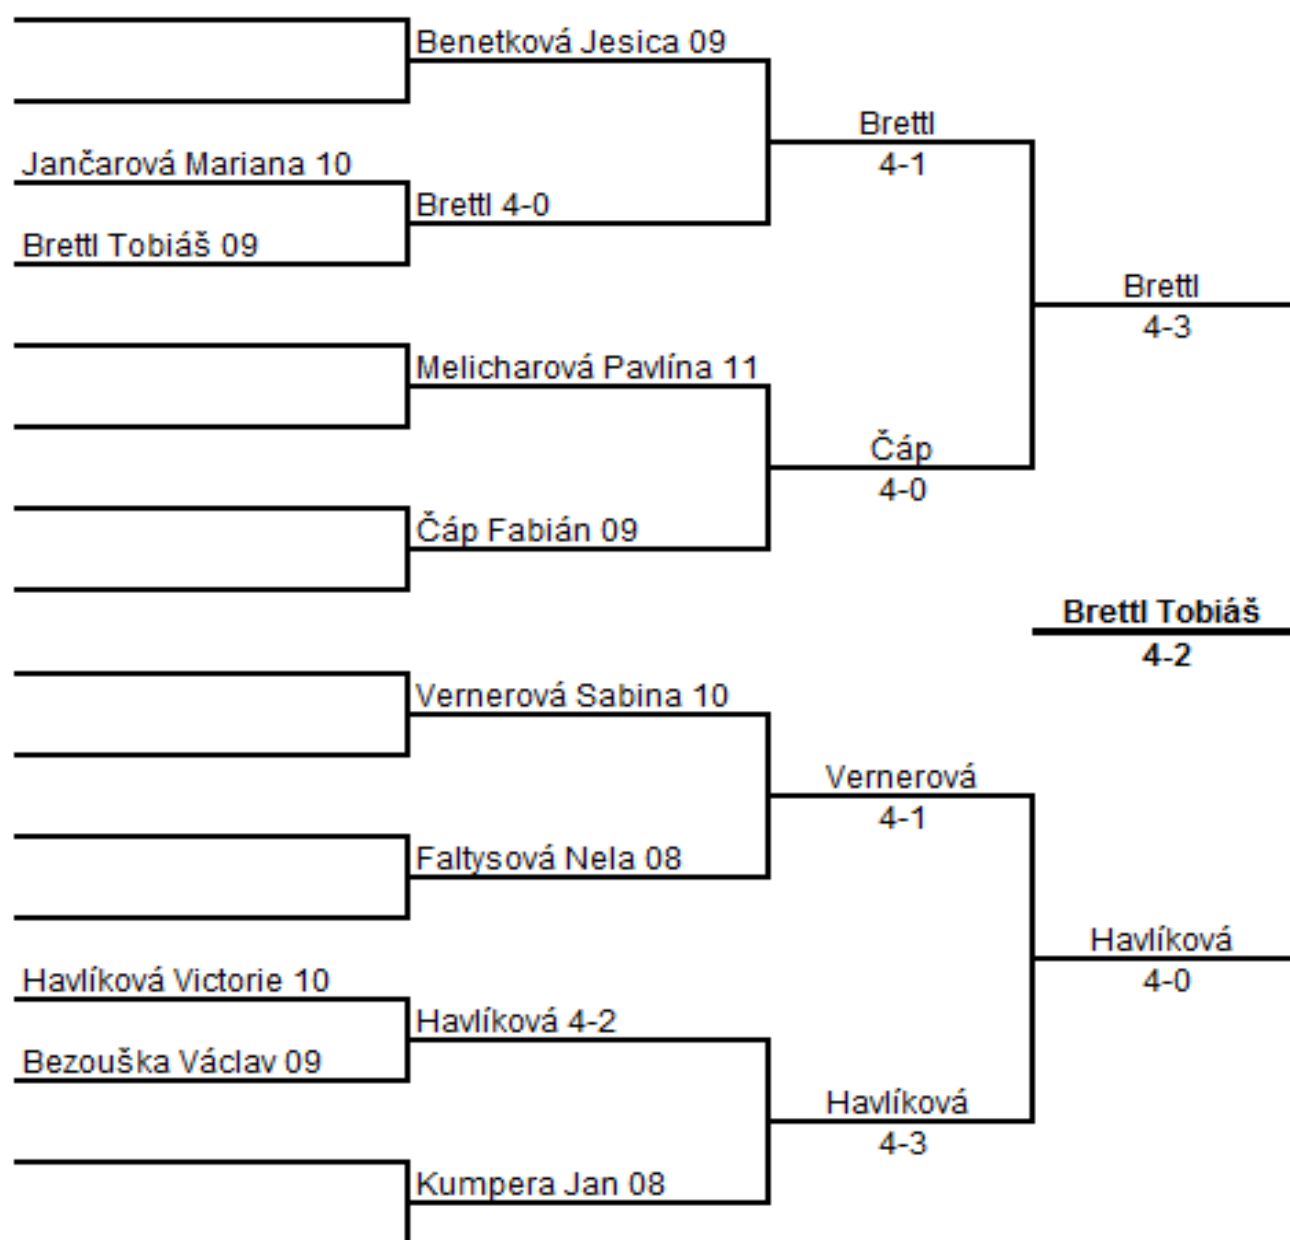 Benetková Jesica 09
Brettl
4-1
Jančarová Mariana 10
Brettl 4-0
Brettl Tobiáš 09
Brettl
4-3
Melicharová Pavlína 11
Čáp
4-0
Čáp Fabián 09
Brettl Tobiáš
4-2
Vernerová Sabina 10
Vernerová
4-1
Faltysová Nela 08
Havlíková
4-0
Havlíková Victorie 10
Havlíková 4-2
Bezouška Václav 09
Havlíková
4-3
Kumpera Jan 08